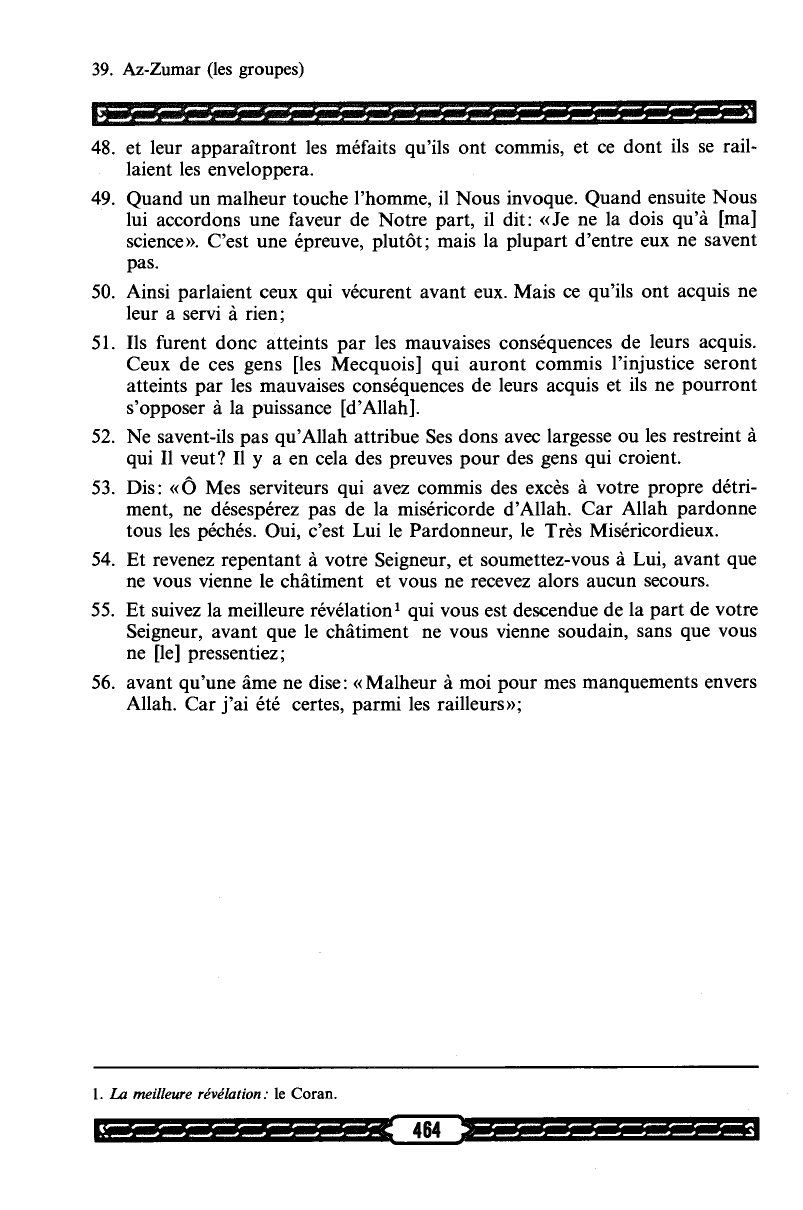 39. Az-Zumar (les groupes)
48. et leur apparaîtront les méfaits qu'ils ont commis, et ce dont ils se rail-
laient les enveloppera.
49. Quand un malheur touche l'homme, il Nous invoque. Quand ensuite Nous
lui accordons une faveur de Notre part, il dit: «Je ne la dois qu'à [ma]
science». C'est une épreuve, plutôt; mais la plupart d'entre eux ne savent
pas.
50. Ainsi parlaient ceux qui vécurent avant eux. Mais ce qu'ils ont acquis ne
leur a servi à rien;
51. Ils furent donc atteints par les mauvaises conséquences de leurs acquis.
Ceux de ces gens [les Mecquois] qui auront commis l'injustice seront
atteints par les mauvaises conséquences de leurs acquis et ils ne pourront
s'opposer à la puissance [d'Allah].
52. Ne savent-ils pas qu'Allah attribue Ses dons avec largesse ou les restreint à
qui Il veut? Il y a en cela des preuves pour des gens qui croient.
53. Dis: «Ô Mes serviteurs qui avez commis des excès à votre propre détri-
ment, ne désespérez pas de la miséricorde d'Allah. Car Allah pardonne
tous les péchés. Oui, c'est Lui le Pardonneur, le Très Miséricordieux.
54. Et revenez repentant à votre Seigneur, et soumettez-vous à Lui, avant que
ne vous vienne le châtiment et vous ne recevez alors aucun secours.
55. Et suivez la meilleure révélation¹ qui vous est descendue de la part de votre
Seigneur, avant que le châtiment ne vous vienne soudain, sans que vous
ne [le] pressentiez;
56. avant qu'une âme ne dise: «Malheur à moi pour mes manquements envers
Allah. Car j'ai été certes, parmi les railleurs»;
1. La meilleure révélation: le Coran.
464